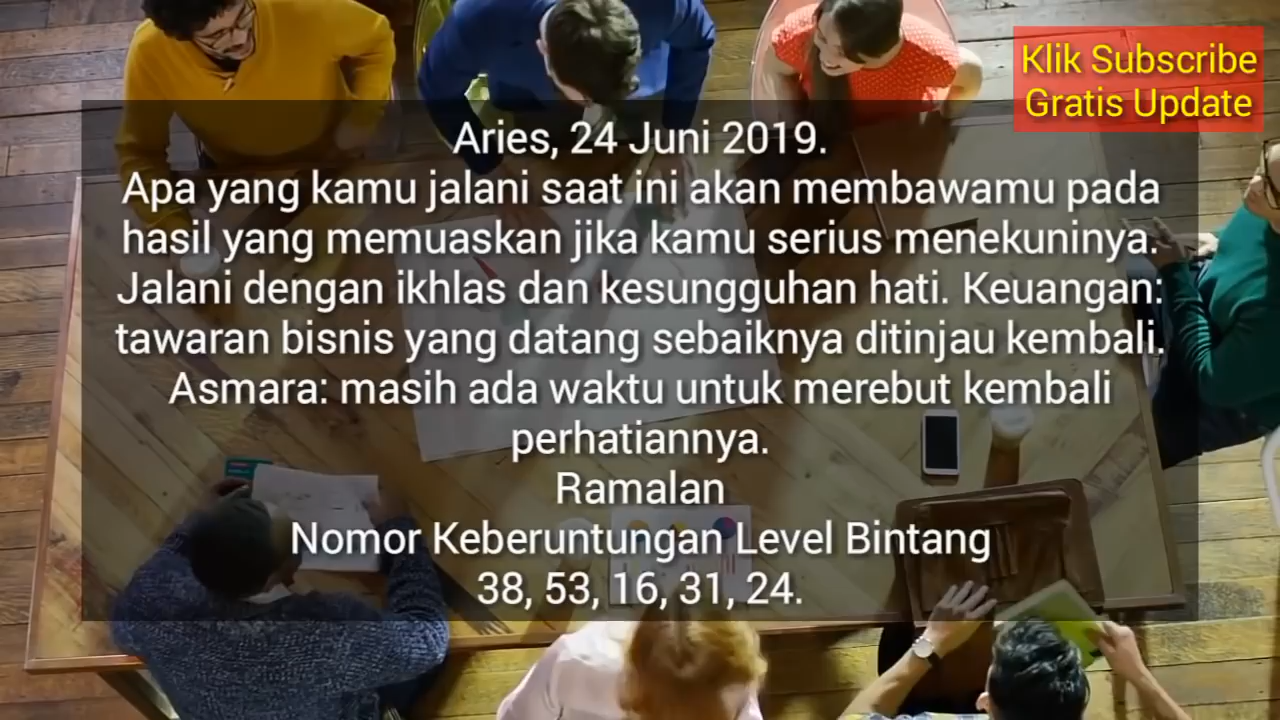 Klik Subscribe
Gratis Update
Aries, 24 Juni 2019.
Apa yang kamu jalani saat ini akan membawamu pada
hasil yang memuaskan jika kamu serius menekuninya.
Jalani dengan ikhlas dan kesungguhan hati. Keuangan:
tawaran bisnis yang datang sebaiknya ditinjau kembali.
Asmara: masih ada waktu untuk merebut kembali
perhatiannya.
Ramalan
Nomor Keberuntungan Level Bintang
38, 53, 16, 31, 24.